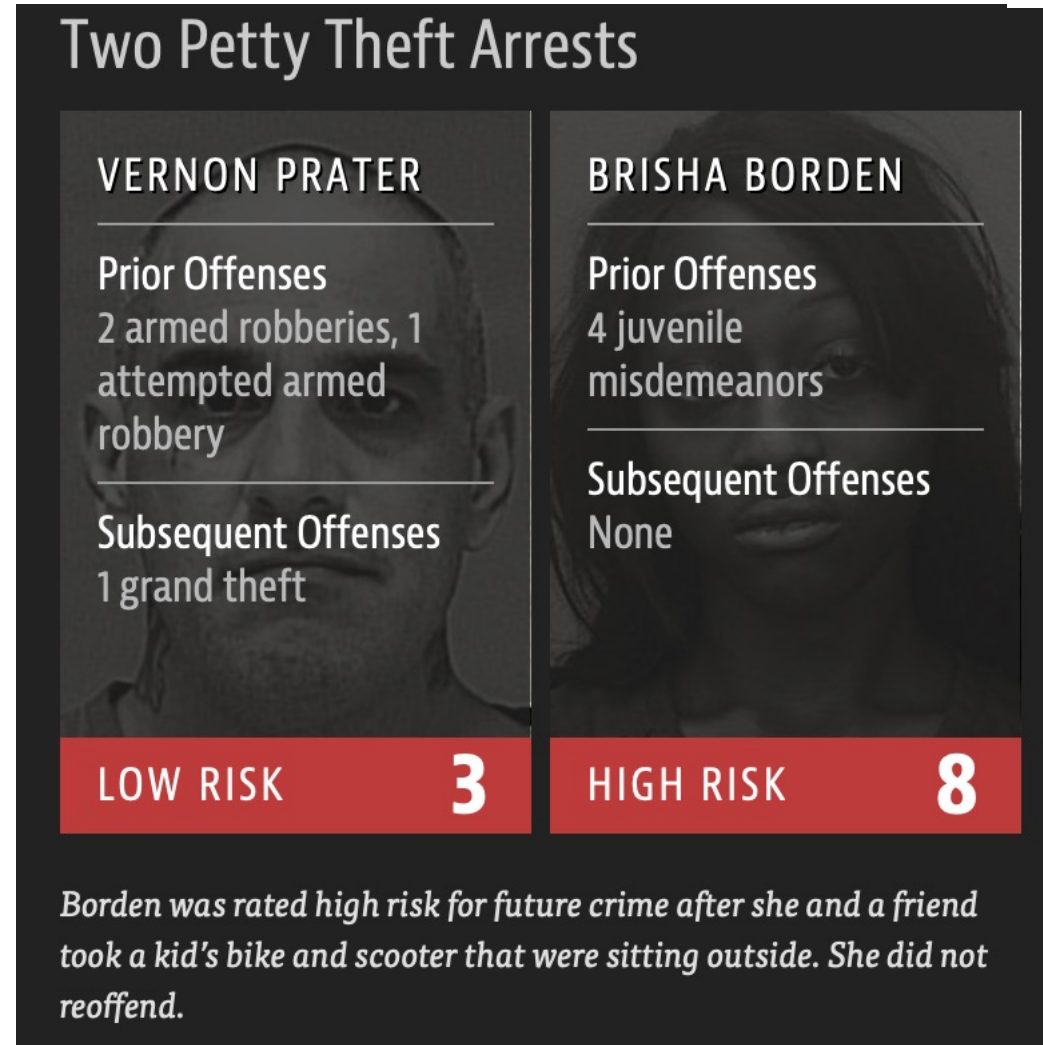 Two Petty Theft Arrests
VERNON PRATER
Prior Offenses
2 armed robberies, 1
attempted armed
robbery
Subsequent Offenses
1 grand theft
LOW RISK 3
BRISHA BORDEN
Prior Offenses
4 juvenile
misdemeanors
Subsequent Offenses
None
HIGH RISK 8
Borden was rated high risk for future crime after she and a friend
took a kid’s bike and scooter that were sitting outside. She did not
reoffend.